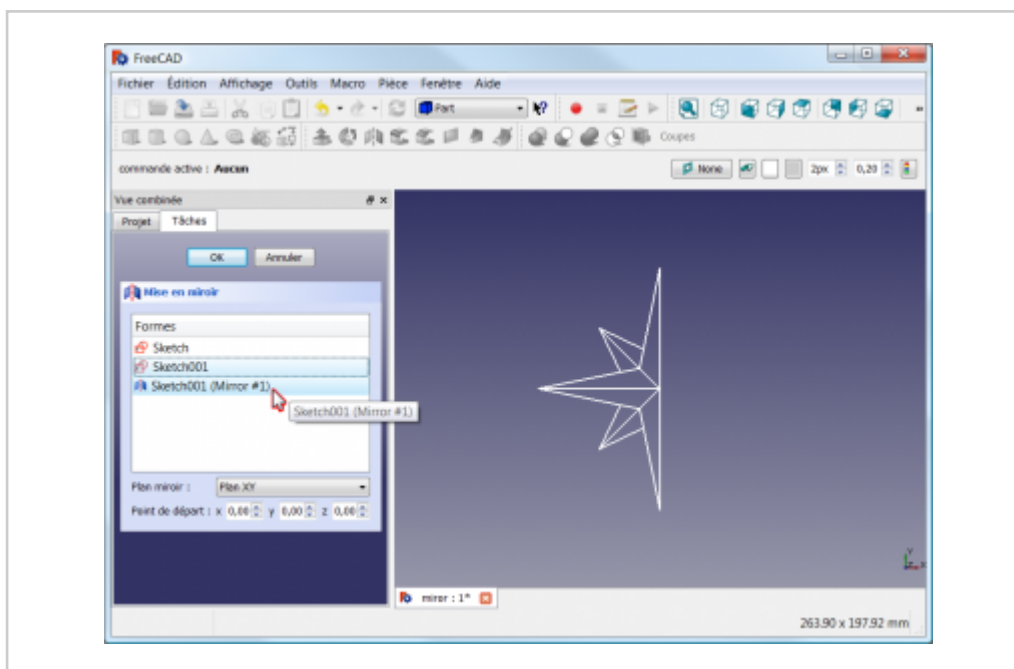 FreeCAD
Fichier Édition Affichage Outils Macro Pièce Fenêtre Aide
Part
Coupes
commande active : Aucun
None 2px 0,20
Vue combinée
Projet Tâches
OK Annuler
Mise en miroir
Formes
Sketch
Sketch001
Sketch001 (Mirror #1)
Sketch001 (Mirror #1)
Plan miroir : Plan XY
Point de départ : x 0,00 y 0,00 z 0,00
Y
x
miror : 1*
263.90 x 197.92 mm